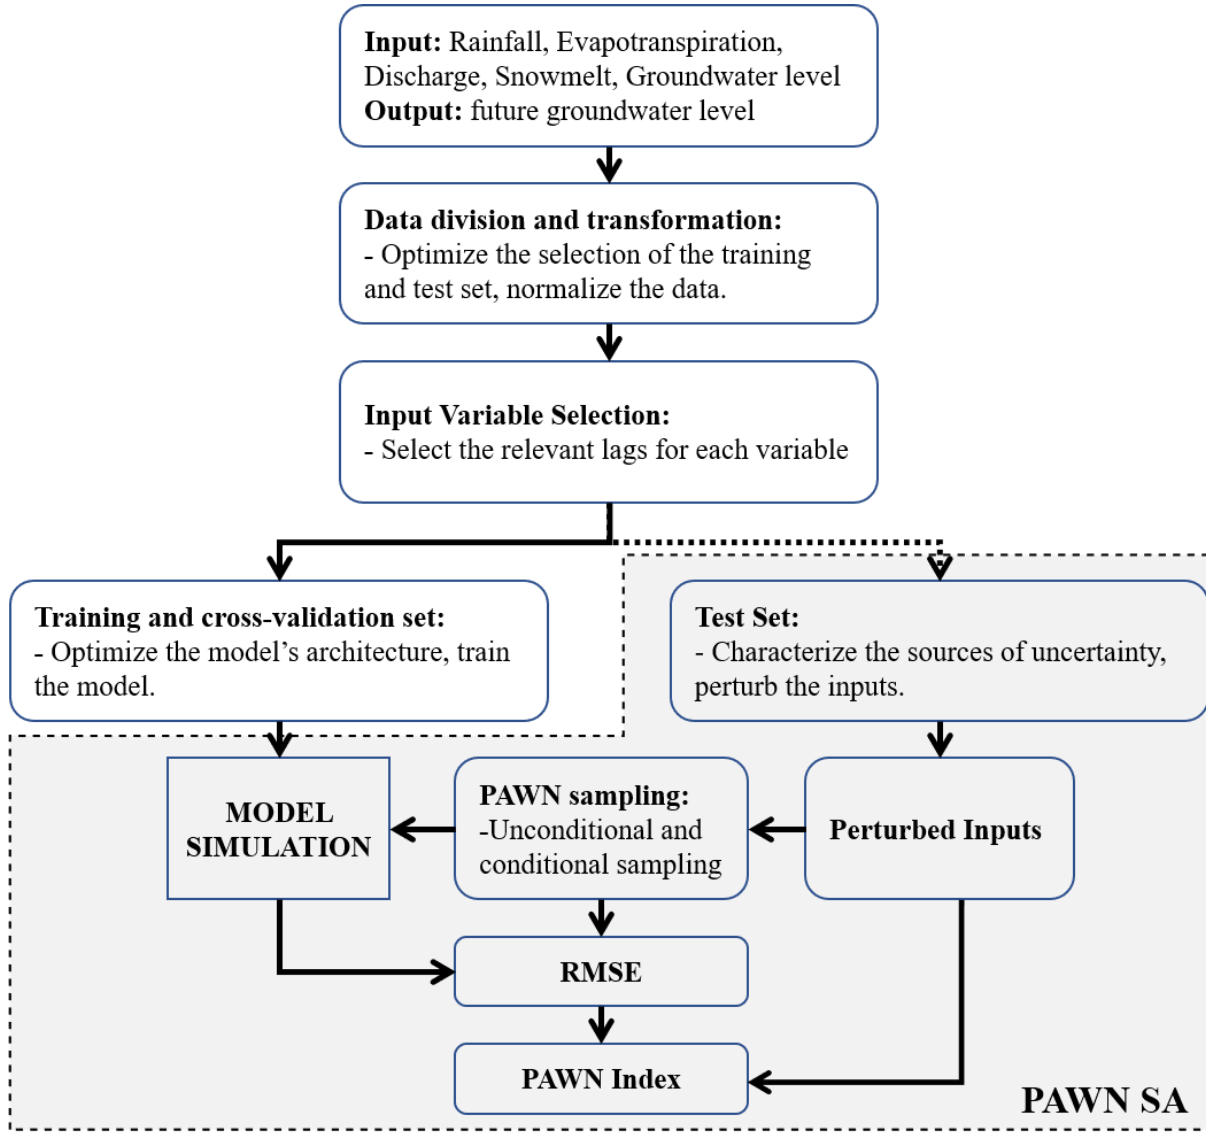 Input: Rainfall, Evapotranspiration,
Discharge, Snowmelt, Groundwater level
Output: future groundwater level
Data division and transformation:
- Optimize the selection of the training
and test set, normalize the data.
Input Variable Selection:
- Select the relevant lags for each variable
Training and cross-validation set:
- Optimize the model’s architecture, train
the model.
Test Set:
- Characterize the sources of uncertainty,
perturb the inputs.
MODEL
SIMULATION
PAWN sampling:
-Unconditional and
conditional sampling
Perturbed Inputs
RMSE
PAWN Index
PAWN SA